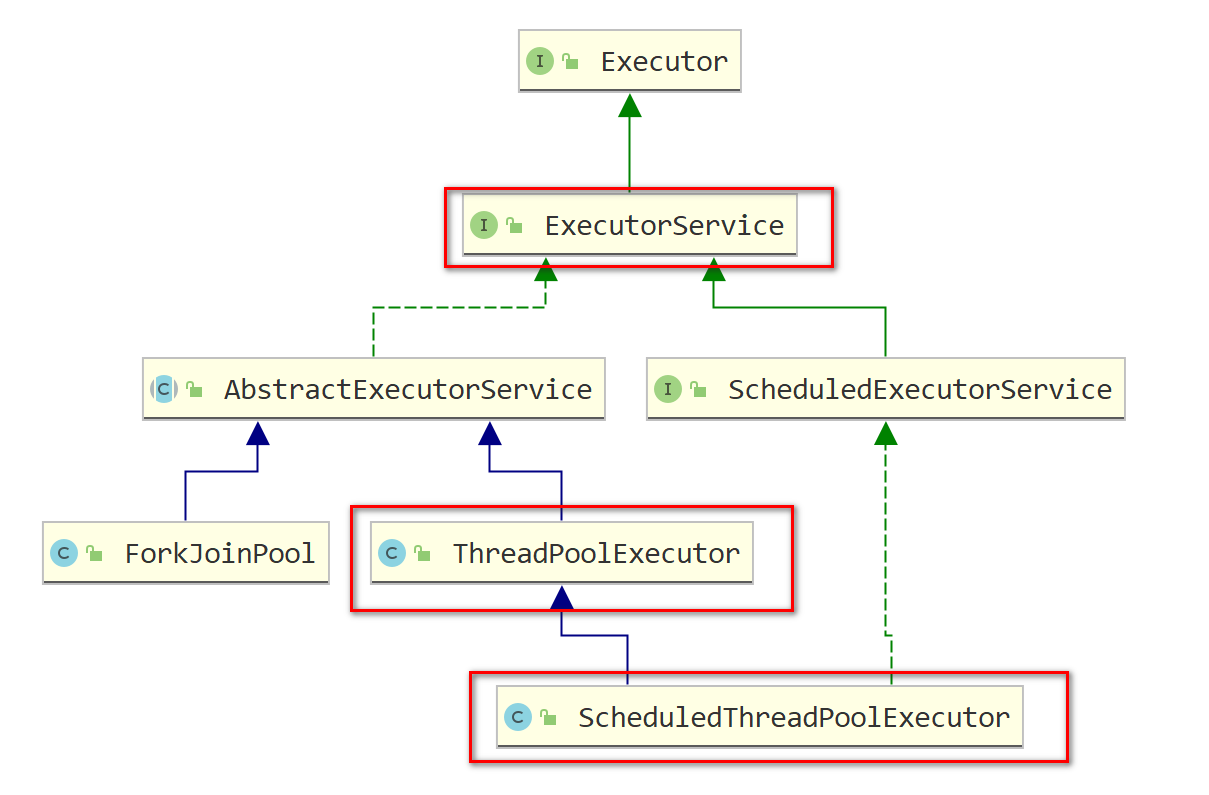 I Executor
I ExecutorService
C AbstractExecutorService
I ScheduledExecutorService
C ForkJoinPool
C ThreadPoolExecutor
C ScheduledThreadPoolExecutor